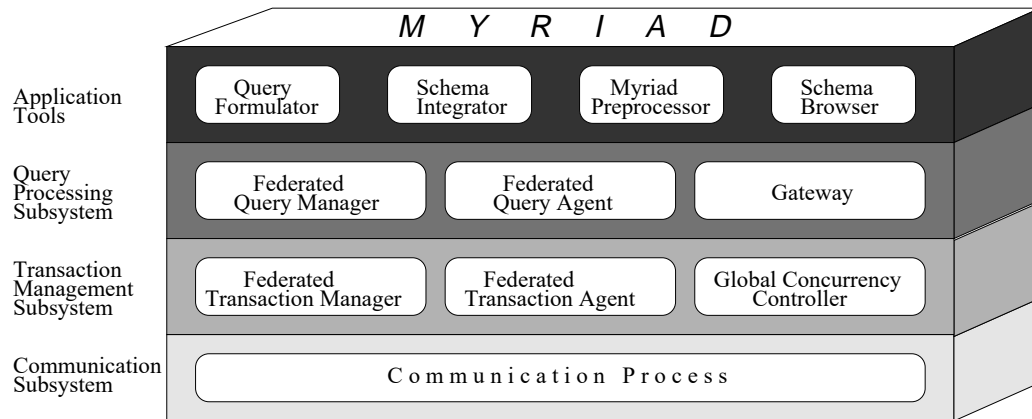 M Y R I A D
Application
Tools
Query
Formulator
Schema
Integrator
Myriad
Preprocessor
Schema
Browser
Query
Processing
Subsystem
Federated
Query Manager
Federated
Query Agent
Gateway
Transaction
Management
Subsystem
Federated
Transaction Manager
Federated
Transaction Agent
Global Concurrency
Controller
Communication
Subsystem
Communication Process